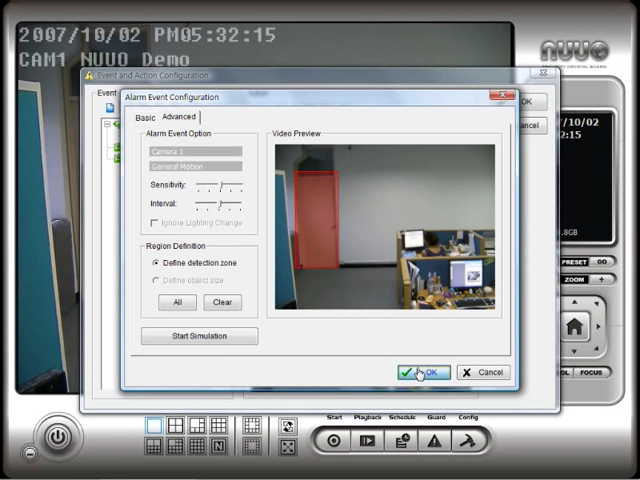 2007/10/02 PM05:32:15
CAM1 NUUO Demo
NUUO
Event and Action Configuration
Event
OK
Alarm Event Configuration
Basic
Advanced
Alarm Event Option
Camera 1
General Motion
Sensitivity:
Interval:
Ignore Lighting Change
Region Definition
Define detection zone
Define object size
All
Clear
Start Simulation
Video Preview
OK
Cancel
ancel
/10/02
2:15
.8GB
PRESET
GO
ZOOM
+
OL
FOCUS
Start
Playback
Schedule
Guard
Config
N